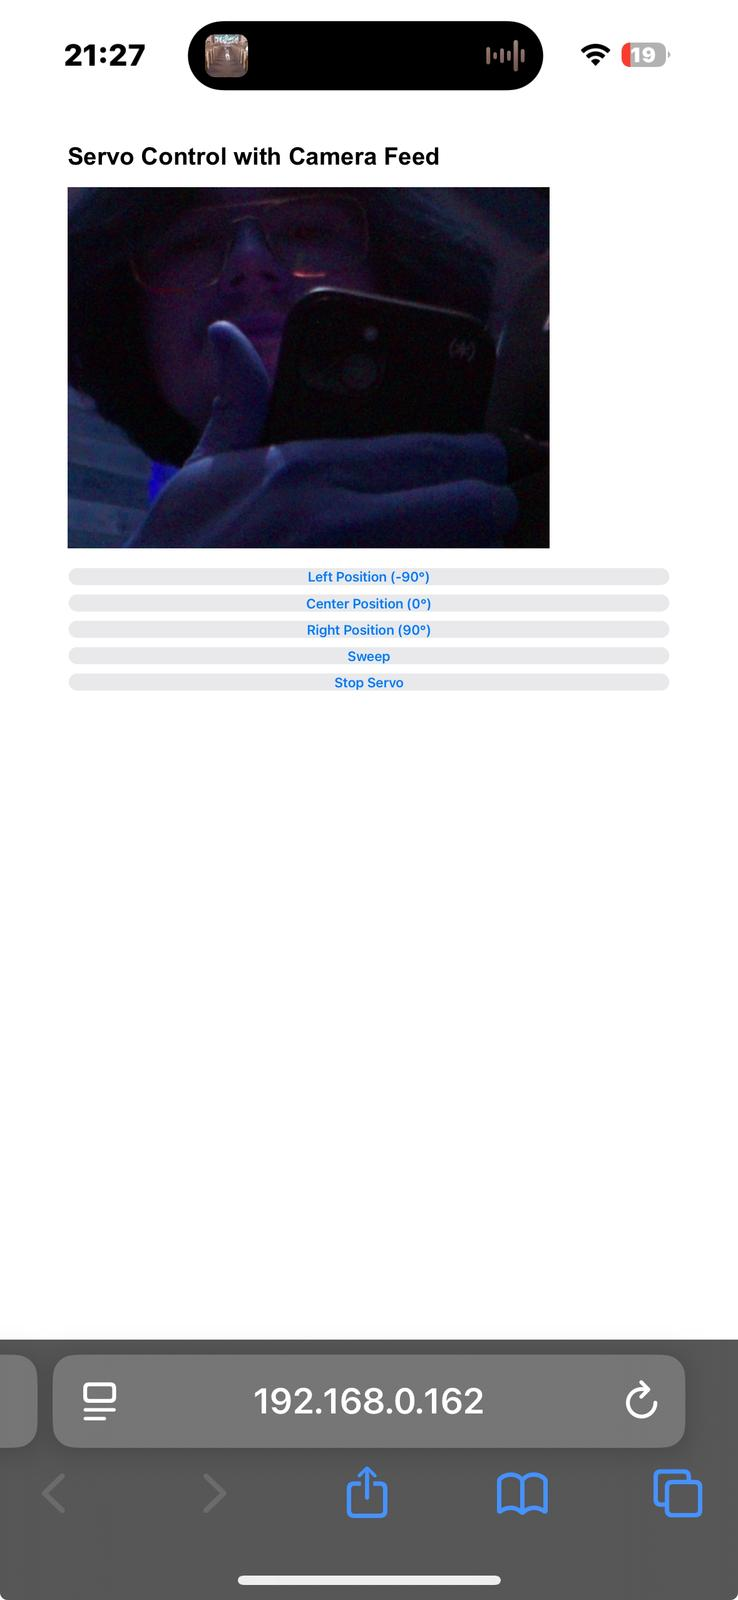 21:27
19
Servo Control with Camera Feed
Left Position (-90°)
Center Position (0°)
Right Position (90°)
Sweep
Stop Servo
192.168.0.162